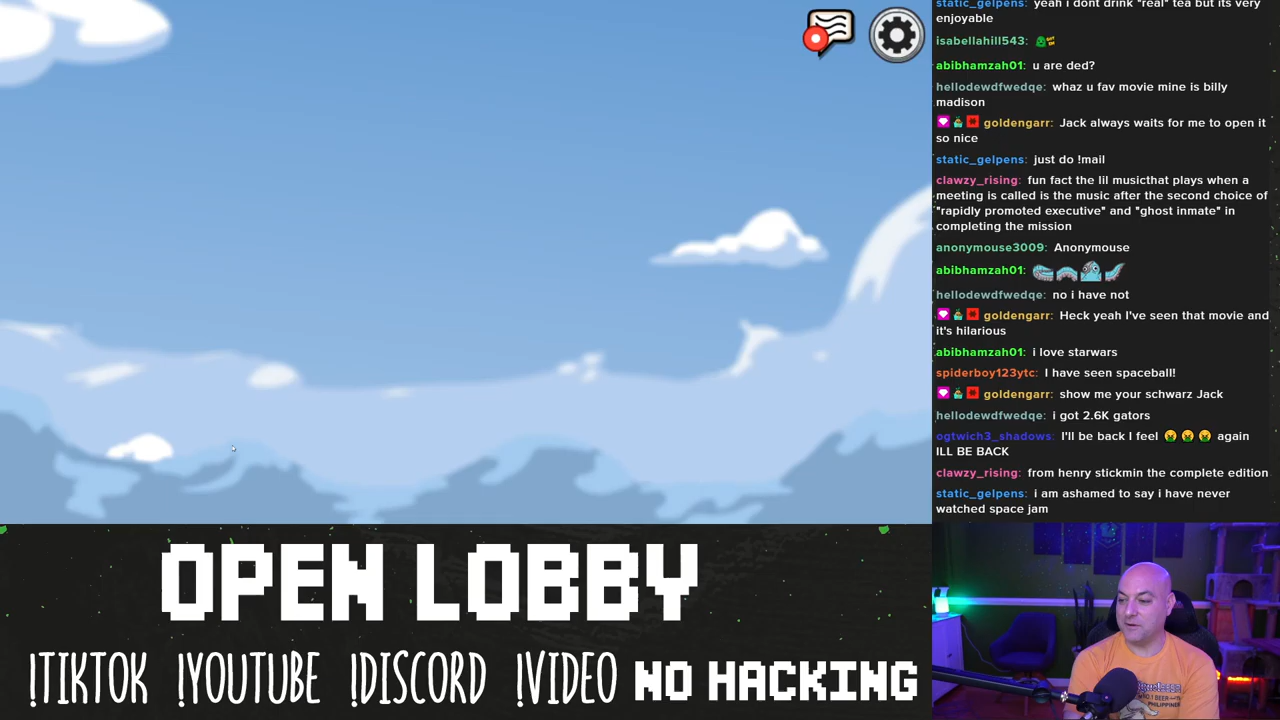 static_gelpens: yeah i dont drink "real" tea but its very
enjoyable
isabellahill543:
abibhamzah01: u are ded?
hellodewdfwedqe: whaz u fav movie mine is billy
madison
goldengarr: Jack always waits for me to open it
so nice
static_gelpens: just do !mail
clawzy_rising: fun fact the lil musicthat plays when a
meeting is called is the music after the second choice of
"rapidly promoted executive" and "ghost inmate" in
completing the mission
anonymouse3009: Anonymouse
abibhamzah01:
hellodewdfwedqe: no i have not
goldengarr: Heck yeah I've seen that movie and
it's hilarious
abibhamzah01: i love starwars
spiderboy123ytc: I have seen spaceball!
goldengarr: show me your schwarz Jack
hellodewdfwedqe: i got 2.6K gators
ogtwich3_shadows: I'll be back I feel 🤮 🤮 🤮 again
ILL BE BACK
clawzy_rising: from henry stickmin the complete edition
static_gelpens: i am ashamed to say i have never
watched space jam
OPEN LOBBY
!TIKTOK !YOUTUBE !DISCORD !VIDEO NO HACKING